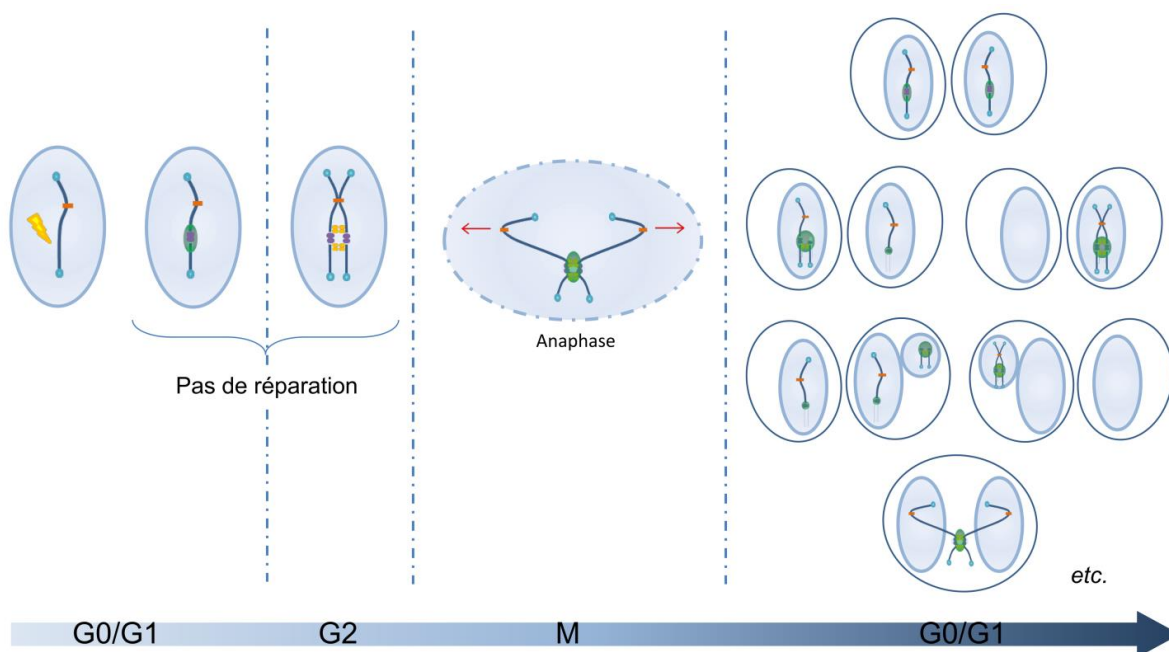 Pas de réparation
Anaphase
etc.
G0/G1
G2
M
G0/G1